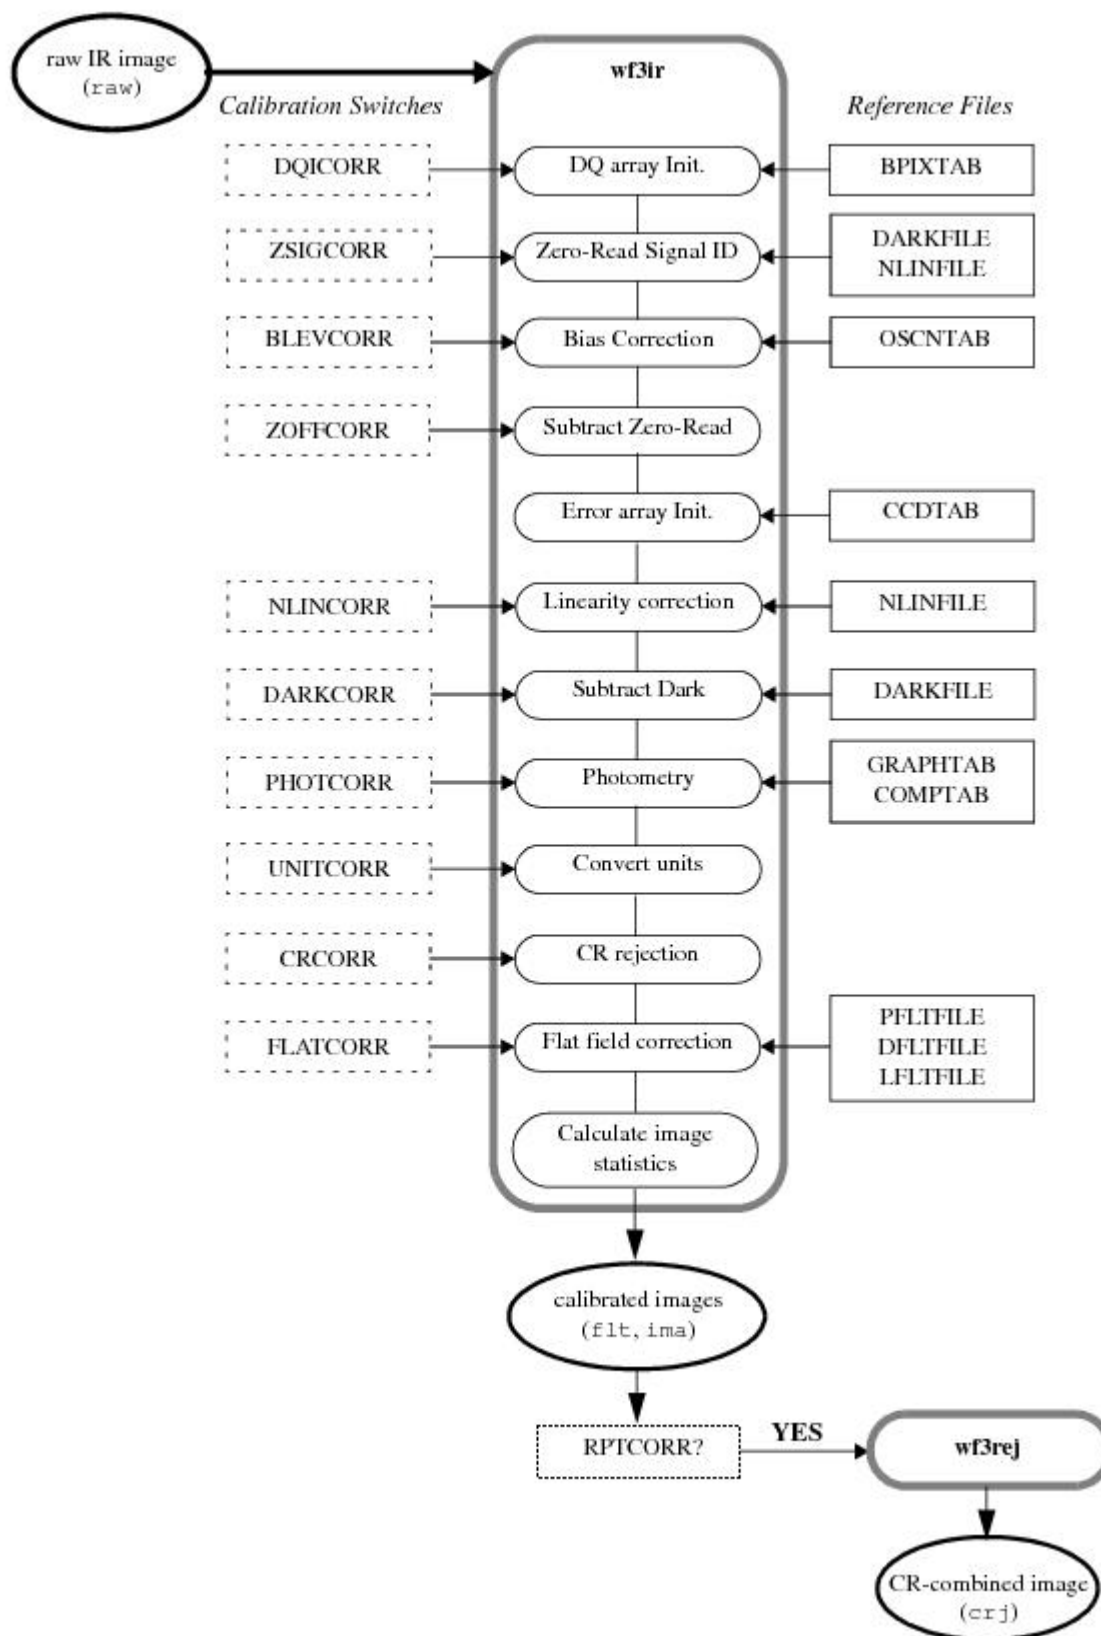 raw IR image
(raw)
wf3ir
Calibration Switches
Reference Files
DQICORR
DQ array Init.
BPIXTAB
ZSIGCORR
Zero-Read Signal ID
DARKFILE
NLINFILE
BLEVCORR
Bias Correction
OSCNTAB
ZOFFCORR
Subtract Zero-Read
Error array Init.
CCDTAB
NLINCORR
Linearity correction
NLINFILE
DARKCORR
Subtract Dark
DARKFILE
PHOTCORR
Photometry
GRAPHTAB
COMPTAB
UNITCORR
Convert units
CRCORR
CR rejection
FLATCORR
Flat field correction
PFLTFILE
DFLTFILE
LFLTFILE
Calculate image
statistics
calibrated images
(flt, ima)
RPTCORR?
YES
wf3rej
CR-combined image
(crj)